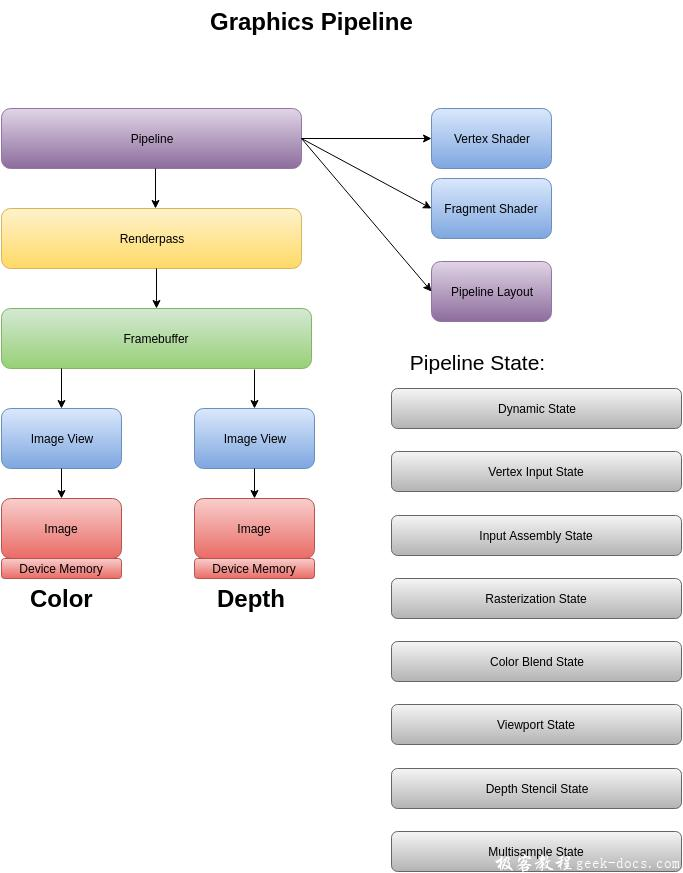 Graphics Pipeline
Pipeline
Vertex Shader
Renderpass
Fragment Shader
Pipeline Layout
Framebuffer
Pipeline State:
Image View
Image View
Image
Image
Device Memory
Device Memory
Color
Depth
Dynamic State
Vertex Input State
Input Assembly State
Rasterization State
Color Blend State
Viewport State
Depth Stencil State
Multisample State
极客教程 geek-docs.com